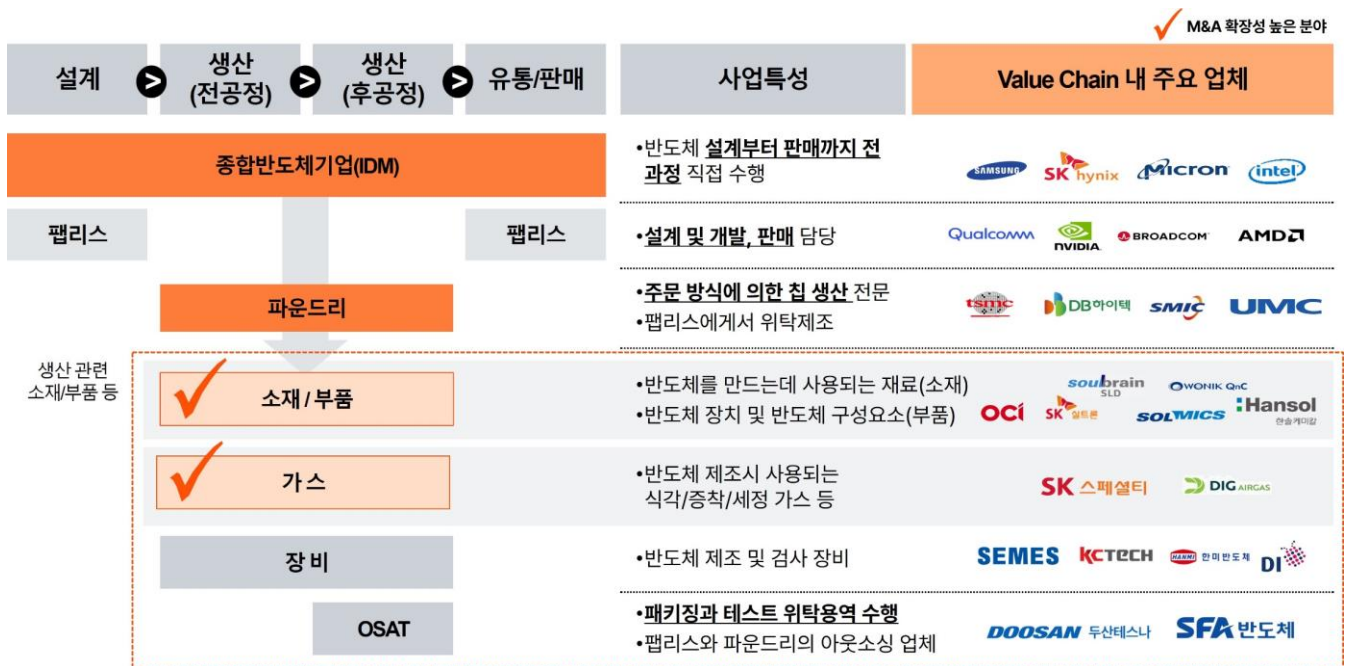 M&A 확장성 높은 분야
설계
생산
(전공정)
생산
(후공정)
유통/판매
사업특성
Value Chain 내 주요 업체
종합반도체기업(IDM)
•반도체 설계부터 판매까지 전
과정 직접 수행
SAMSUNG
SK hynix
Micron
intel
팹리스
팹리스
•설계 및 개발, 판매 담당
Qualcomm
NVIDIA
BROADCOM
AMD
파운드리
•주문 방식에 의한 칩 생산 전문
•팹리스에게서 위탁제조
tsmc
DB하이텍
SMIC
UMC
생산 관련
소재/부품 등
소재 / 부품
•반도체를 만드는데 사용되는 재료(소재)
•반도체 장치 및 반도체 구성요소(부품)
soulbrain
SLD
WONIK QnC
OCI
SK 실트론
SOLMICS
Hansol
한솔케미칼
가 스
•반도체 제조시 사용되는
식각/증착/세정 가스 등
SK 스페셜티
DIG AIRGAS
장 비
•반도체 제조 및 검사 장비
SEMES
KCTECH
HANMI 한미반도체
DI
OSAT
•패키징과 테스트 위탁용역 수행
•팹리스와 파운드리의 아웃소싱 업체
DOOSAN 두산테스나
SFA 반도체